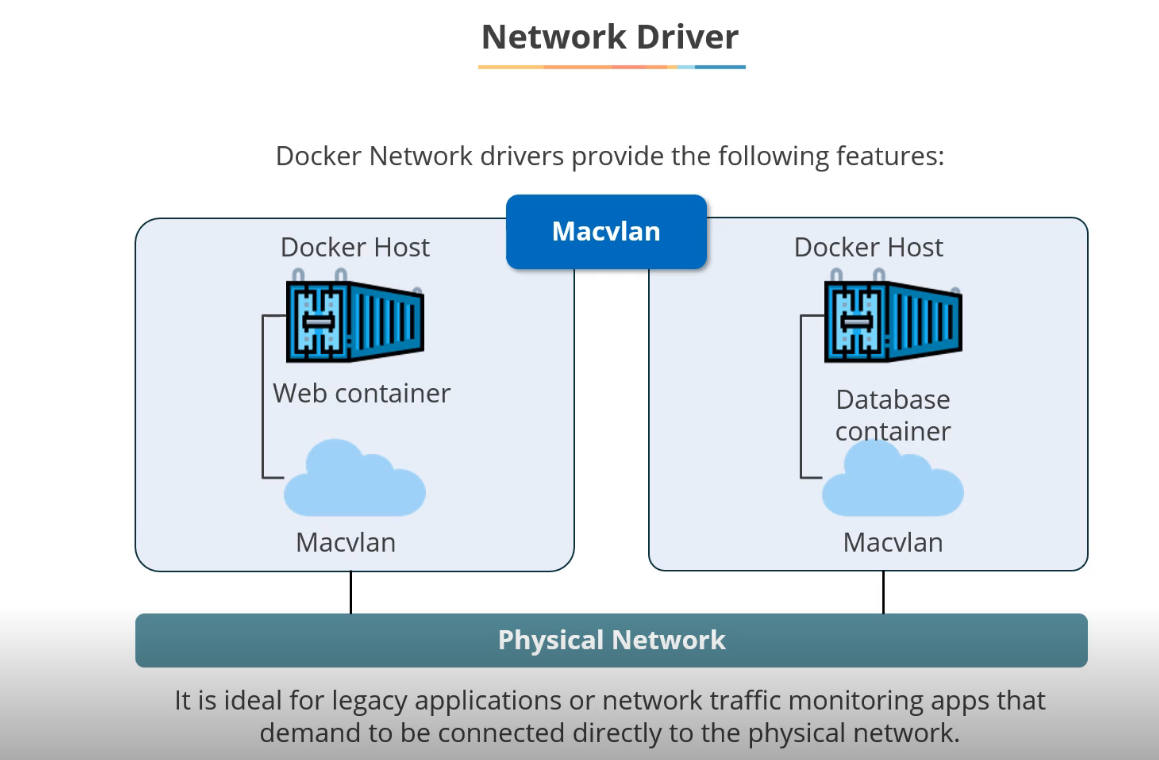 Network Driver
Docker Network drivers provide the following features:
Macvlan
Docker Host
Web container
Macvlan
Docker Host
Database
container
Macvlan
Physical Network
It is ideal for legacy applications or network traffic monitoring apps that
demand to be connected directly to the physical network.